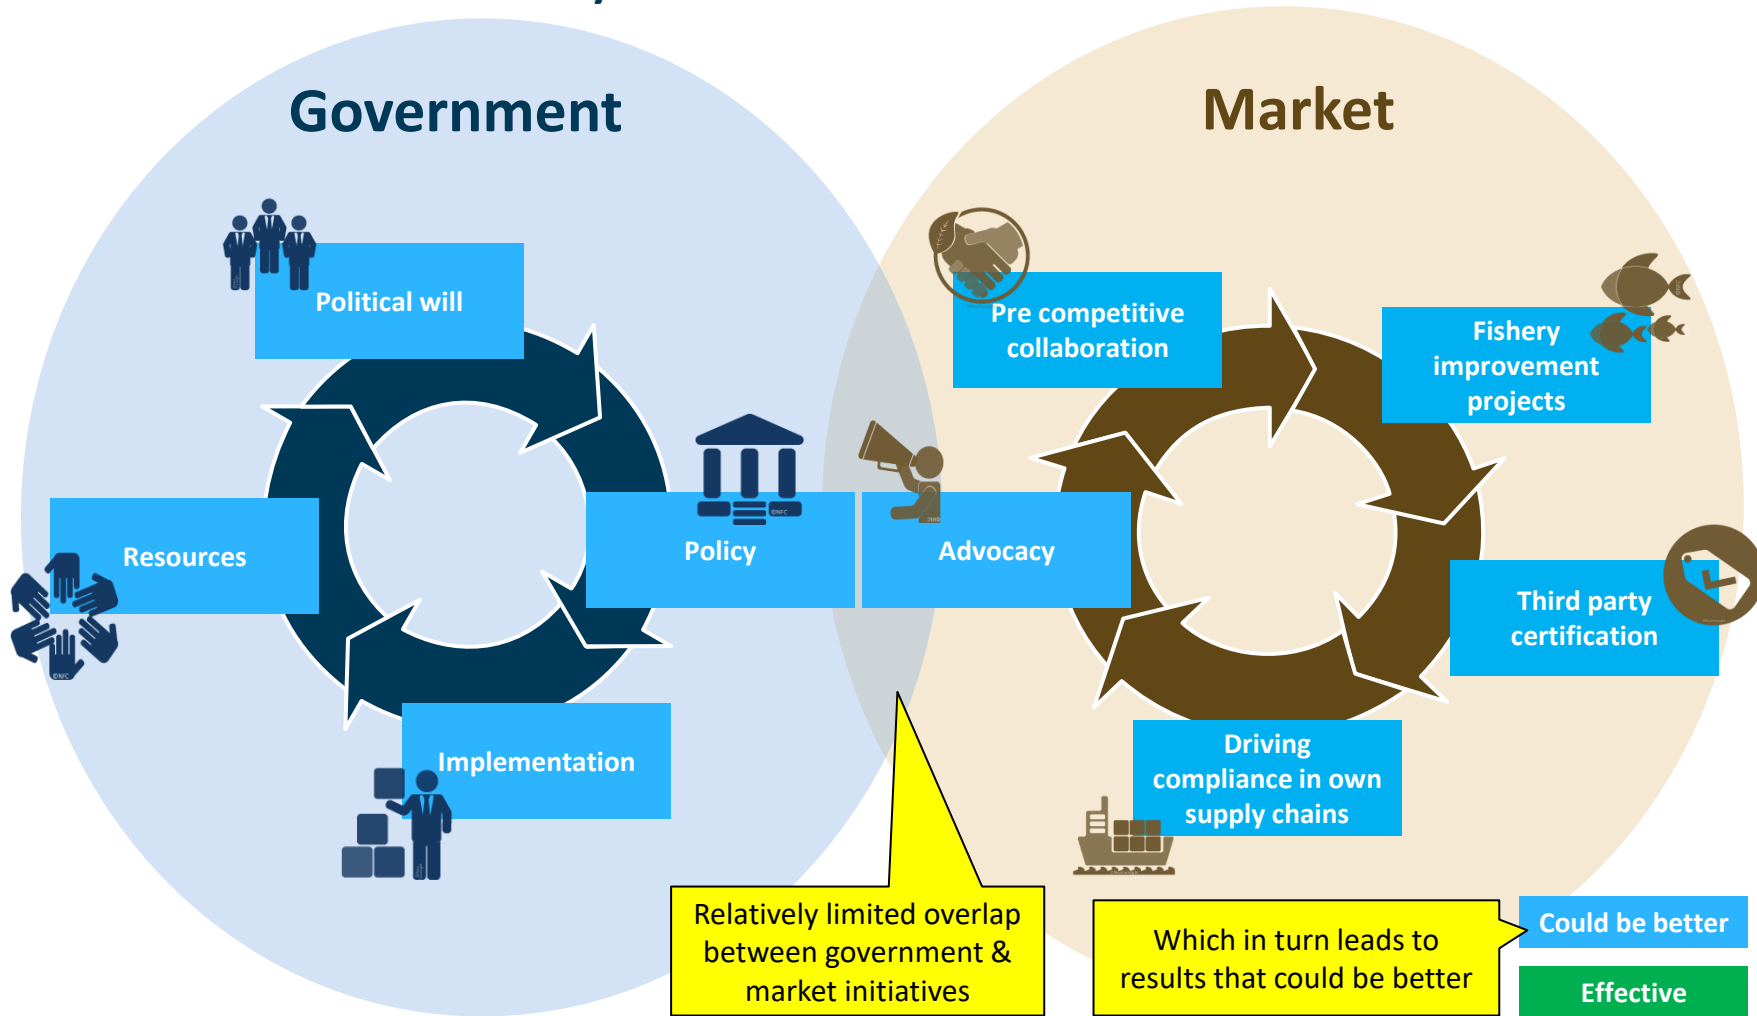 Government
Market
Political will
Pre competitive
collaboration
Fishery
improvement
projects
Resources
Policy
Advocacy
Third party
certification
Implementation
Driving
compliance in own
supply chains
©NFC
©NFC
Relatively limited overlap
between government &
market initiatives
Which in turn leads to
results that could be better
Could be better
Effective